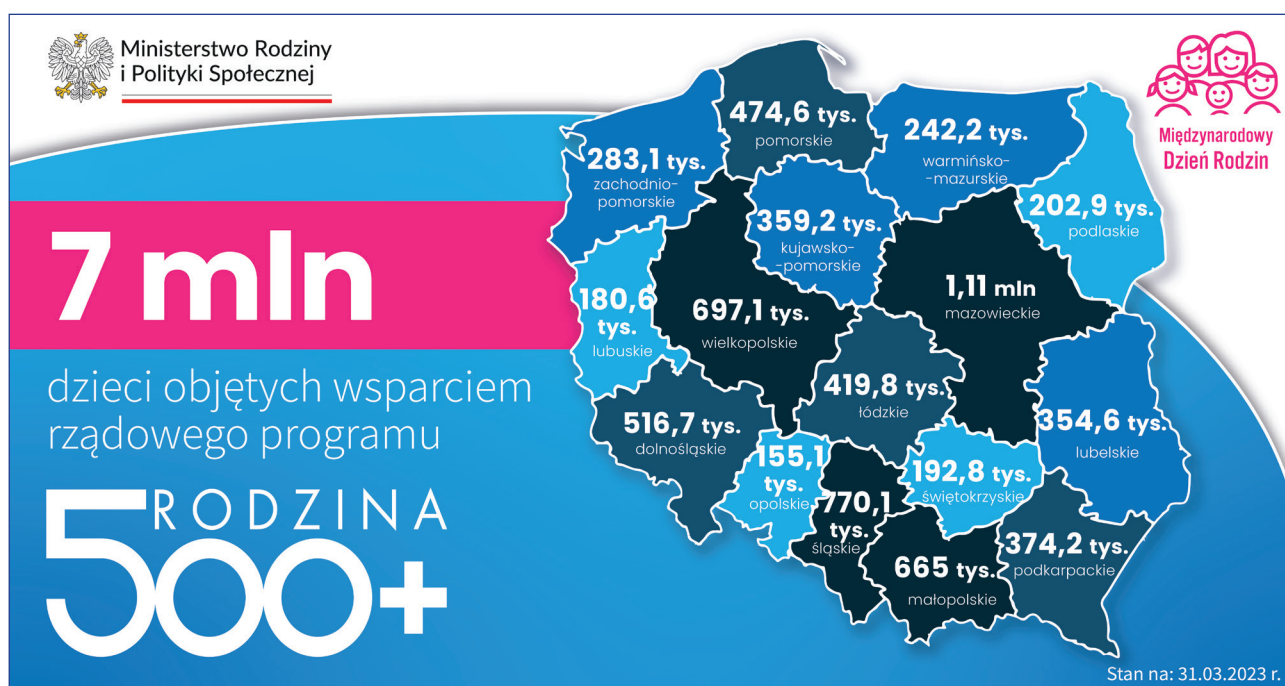 Ministerstwo Rodziny
i Polityki Społecznej
Międzynarodowy
Dzień Rodzin
7 mln
dzieci objętych wsparciem
rządowego programu
RODZINA
500+
474,6 tys.
pomorskie
242,2 tys.
warmińsko-
-mazurskie
283,1 tys.
zachodnio-
pomorskie
202,9 tys.
podlaskie
359,2 tys.
kujawsko-
-pomorskie
1,11 mln
mazowieckie
180,6
tys.
lubuskie
697,1 tys.
wielkopolskie
419,8 tys.
łódzkie
516,7 tys.
dolnośląskie
354,6 tys.
lubelskie
155,1
tys.
opolskie
192,8 tys.
świętokrzyskie
770,1
tys.
śląskie
374,2 tys.
podkarpackie
665 tys.
małopolskie
Stan na: 31.03.2023 r.